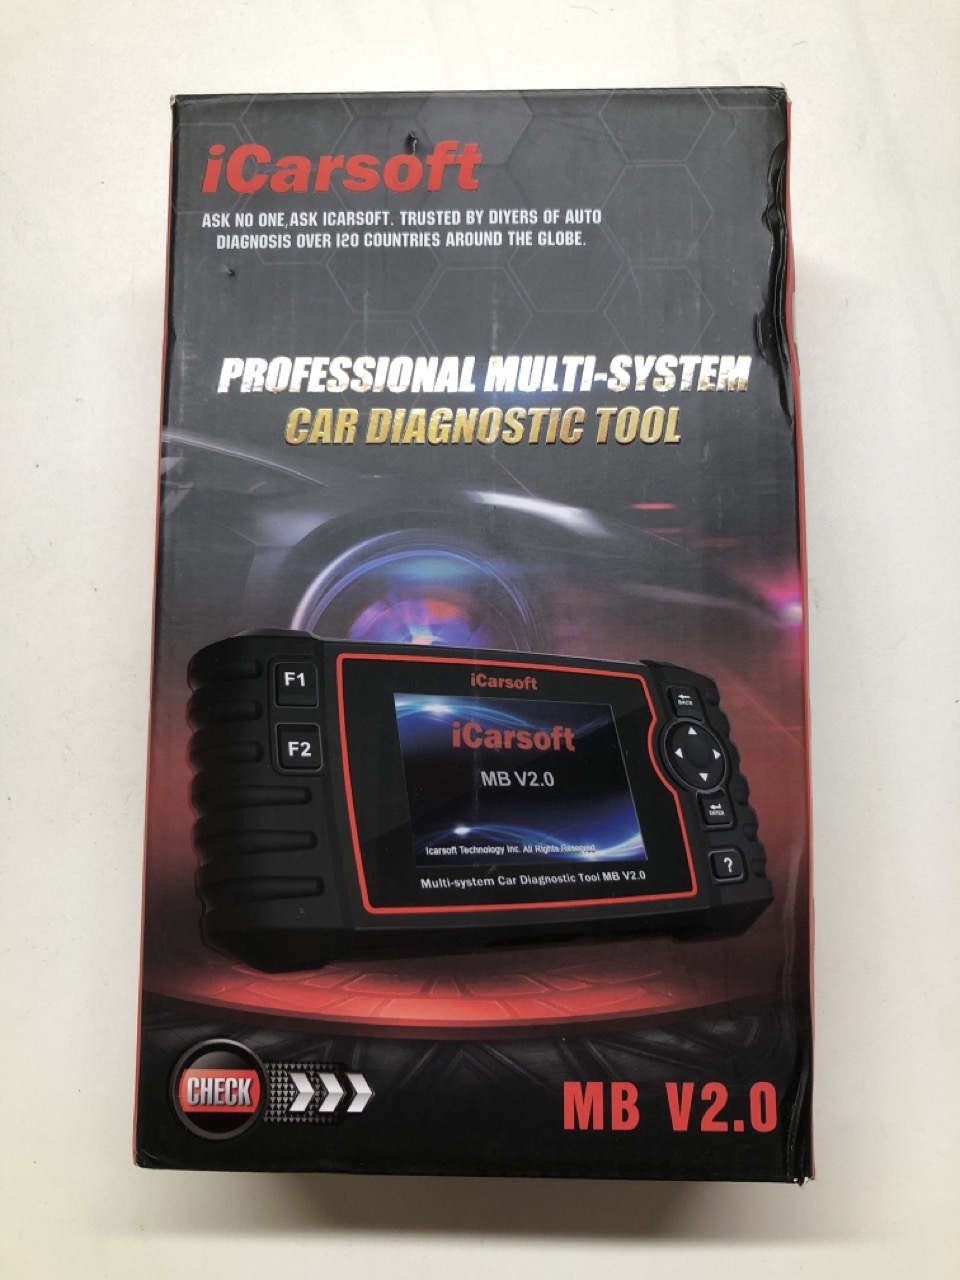 iCarsoft
ASK NO ONE,ASK ICARSOFT. TRUSTED BY DIYERS OF AUTO
DIAGNOSIS OVER 120 COUNTRIES AROUND THE GLOBE.
PROFESSIONAL MULTI-SYSTEM
CAR DIAGNOSTIC TOOL
F1
F2
iCarsoft
iCarsoft
MB V2.0
Icarsoft Technology Inc. All Rights Reserved
Multi-system Car Diagnostic Tool MB V2.0
BACK
ENTER
?
CHECK
MB V2.0